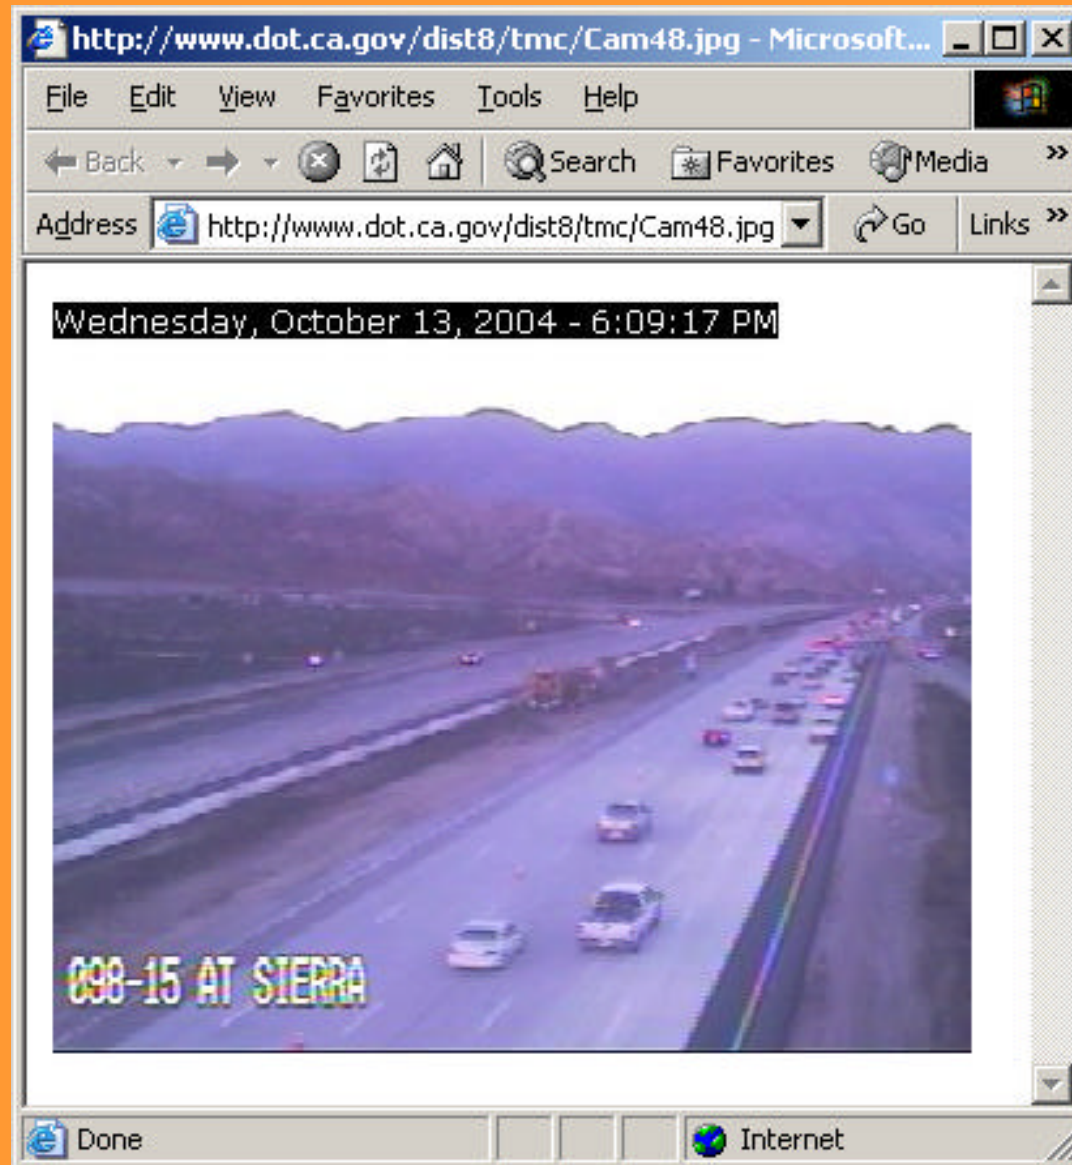 http://www.dot.ca.gov/dist8/tmc/Cam48.jpg - Microsoft...
File Edit View Favorites Tools Help
Back Search Favorites Media »
Address http://www.dot.ca.gov/dist8/tmc/Cam48.jpg Go Links »
Wednesday, October 13, 2004 - 6:09:17 PM
098-15 AT SIERRA
Done Internet